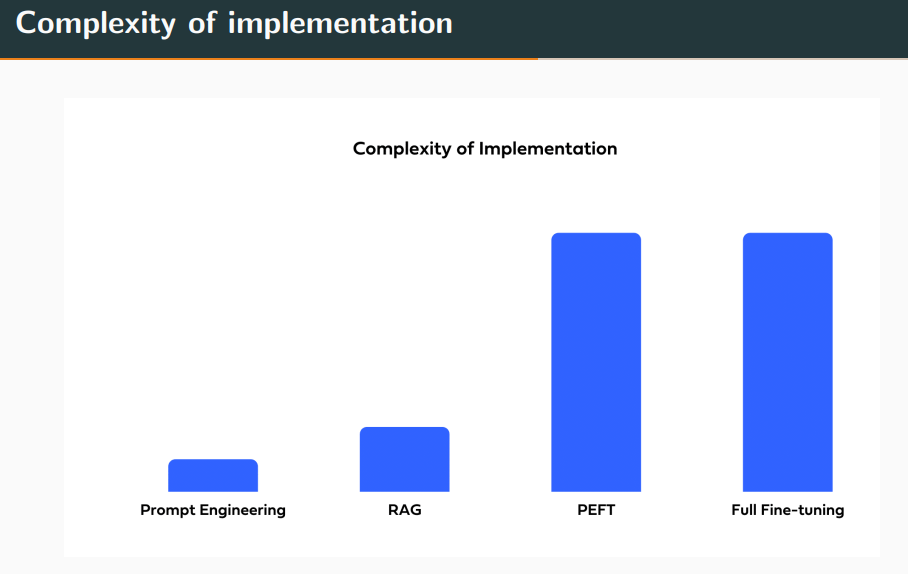 Complexity of implementation
Complexity of Implementation
Prompt Engineering
RAG
PEFT
Full Fine-tuning